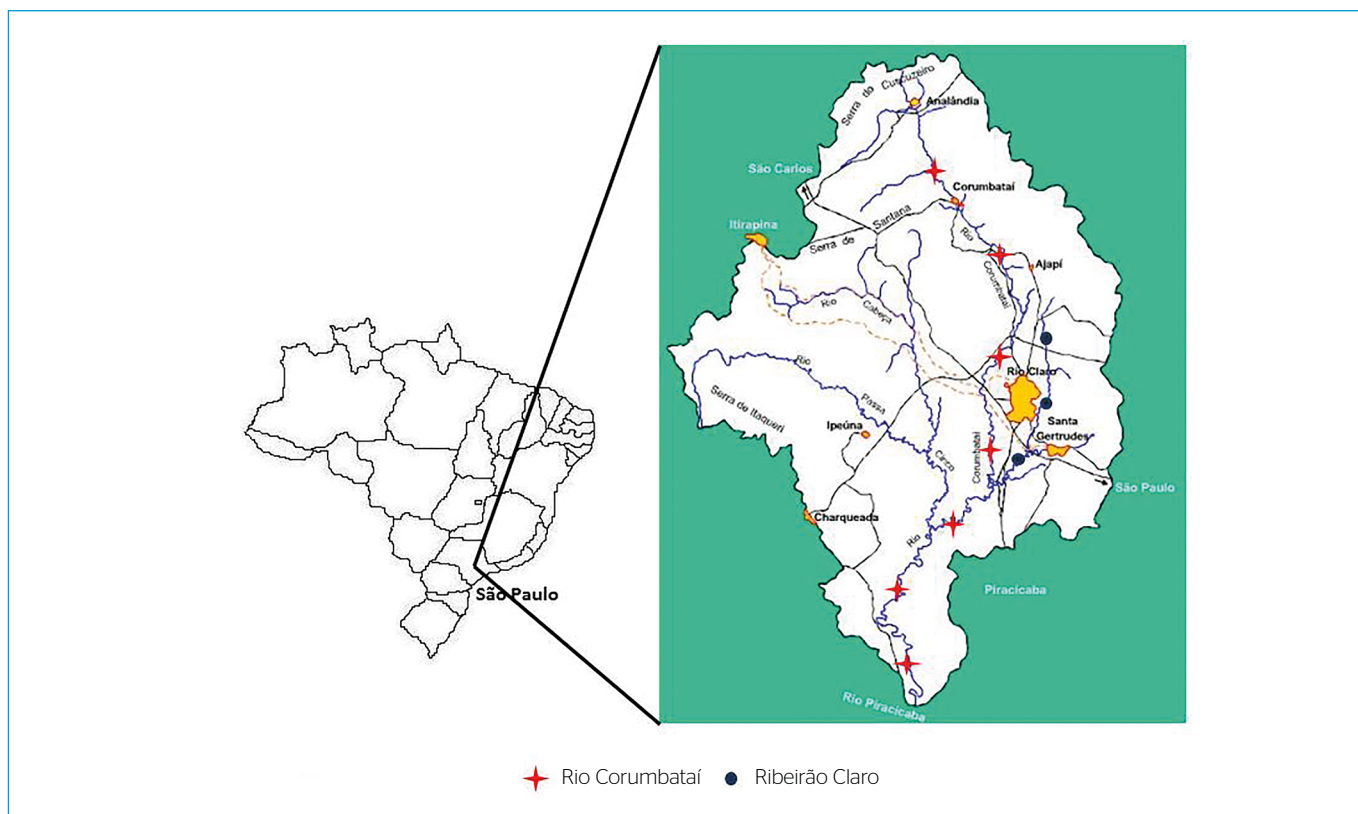 Serra do Cuscuzeiro
Analândia
São Carlos
Corumbataí
Itirapina
Serra de Santana
Rio Corumbataí
Ajapí
Rio Cabeça
Rio Claro
Rio Passa Cinco
Serra de Itaqueri
Ipeúna
Santa
Gertrudes
Corumbataí
São Paulo
Charqueada
Rio
Piracicaba
São Paulo
Rio Piracicaba
Rio Corumbataí
Ribeirão Claro